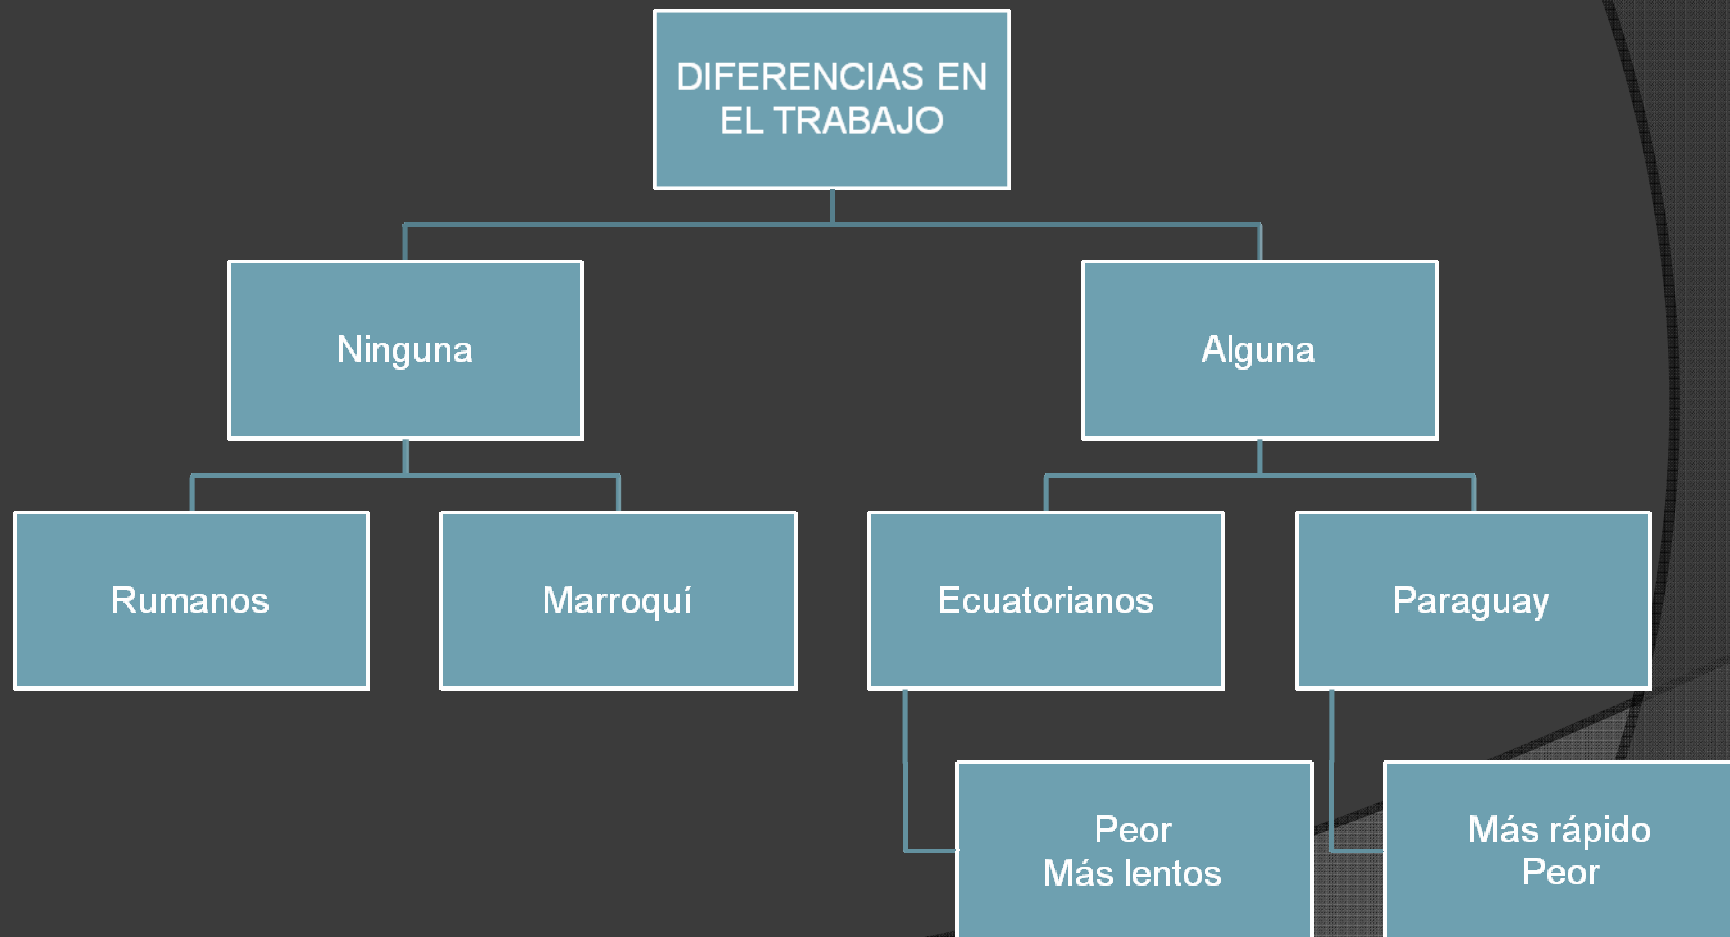 DIFERENCIAS EN
EL TRABAJO
Ninguna
Alguna
Rumanos
Marroquí
Ecuatorianos
Paraguay
Peor
Más lentos
Más rápido
Peor